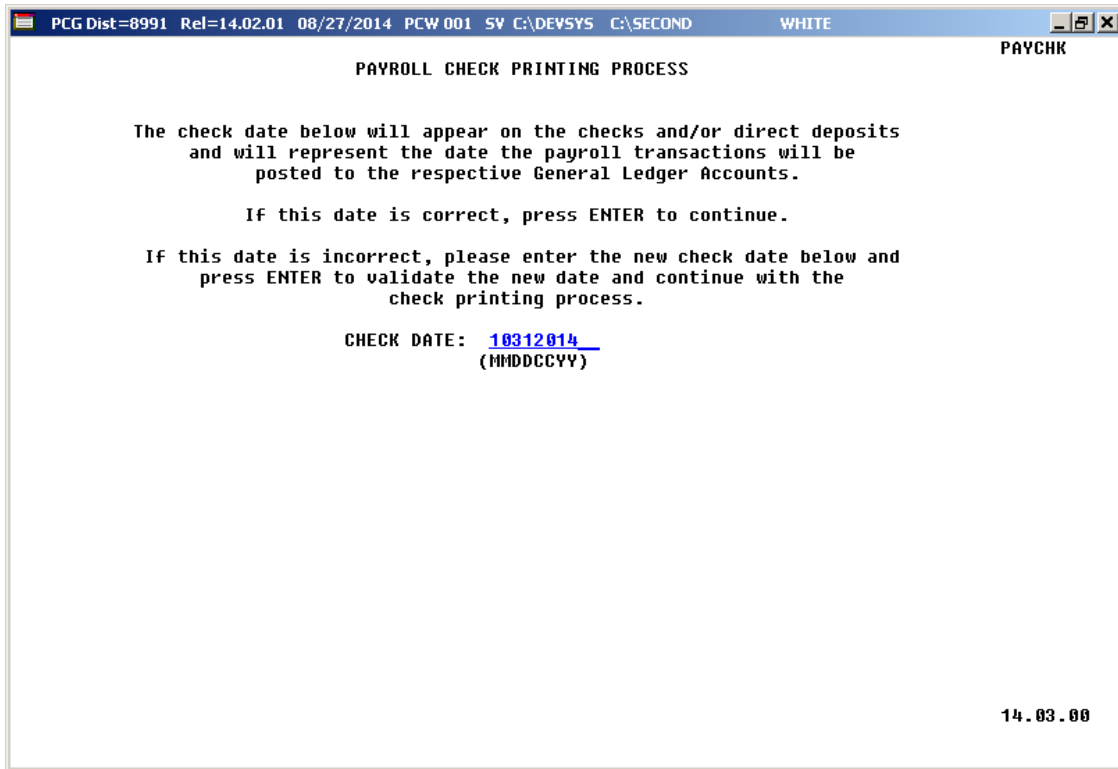 PCG Dist=8991 Rel=14.02.01 08/27/2014 PCW 001 SV C:\DEVSYS C:\SECOND WHITE
PAYCHK
PAYROLL CHECK PRINTING PROCESS
The check date below will appear on the checks and/or direct deposits
and will represent the date the payroll transactions will be
posted to the respective General Ledger Accounts.
If this date is correct, press ENTER to continue.
If this date is incorrect, please enter the new check date below and
press ENTER to validate the new date and continue with the
check printing process.
CHECK DATE: 10312014__
(MMDDCCYY)
14.03.00